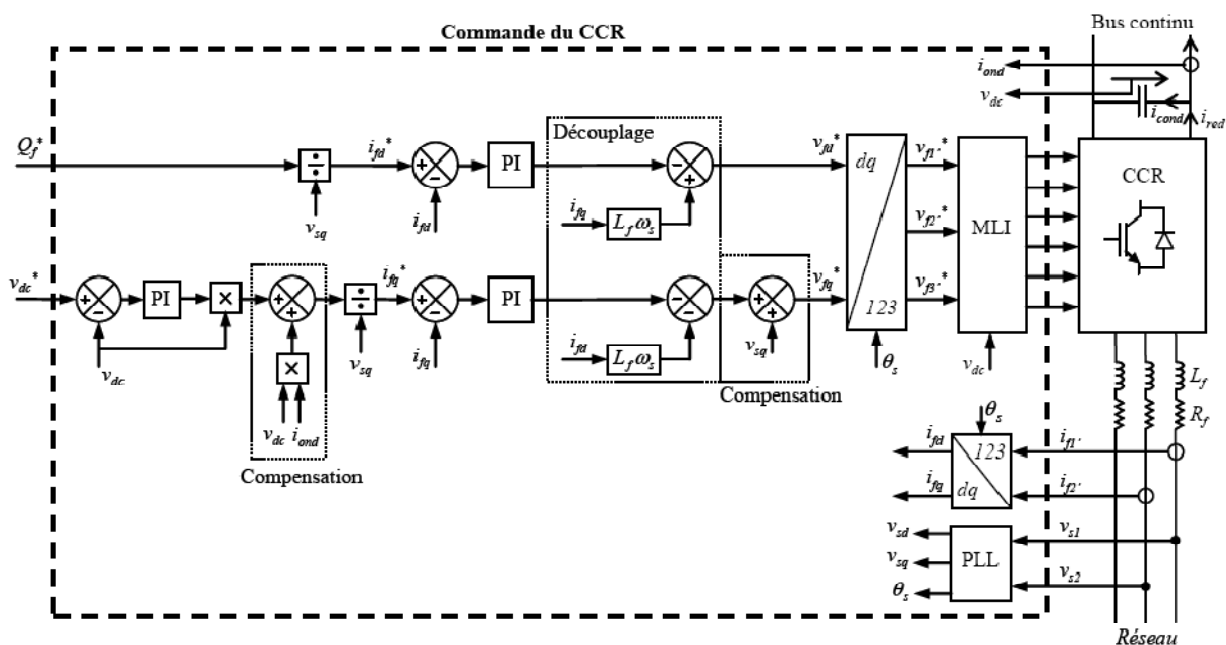 Commande du CCR
Bus continu
i_ond
v_dc
i_cond
i_red
Découplage
Q_f*
÷
i_fd*
+
-
PI
-
+
v_fd*
dq
123
v_f1'*
v_f2'*
v_f3'*
MLI
CCR
v_sq
i_fd
i_fq
L_f ω_s
v_dc*
+
-
PI
×
+
+
÷
i_fq*
+
-
PI
-
-
+
+
v_fq*
v_dc
×
v_dc
i_ond
Compensation
v_sq
i_fq
i_fd
L_f ω_s
v_sq
Compensation
θ_s
v_dc
L_f
R_f
θ_s
i_fd
i_fq
123
dq
i_f1'
i_f2'
v_sd
v_sq
θ_s
PLL
v_s1
v_s2
Réseau